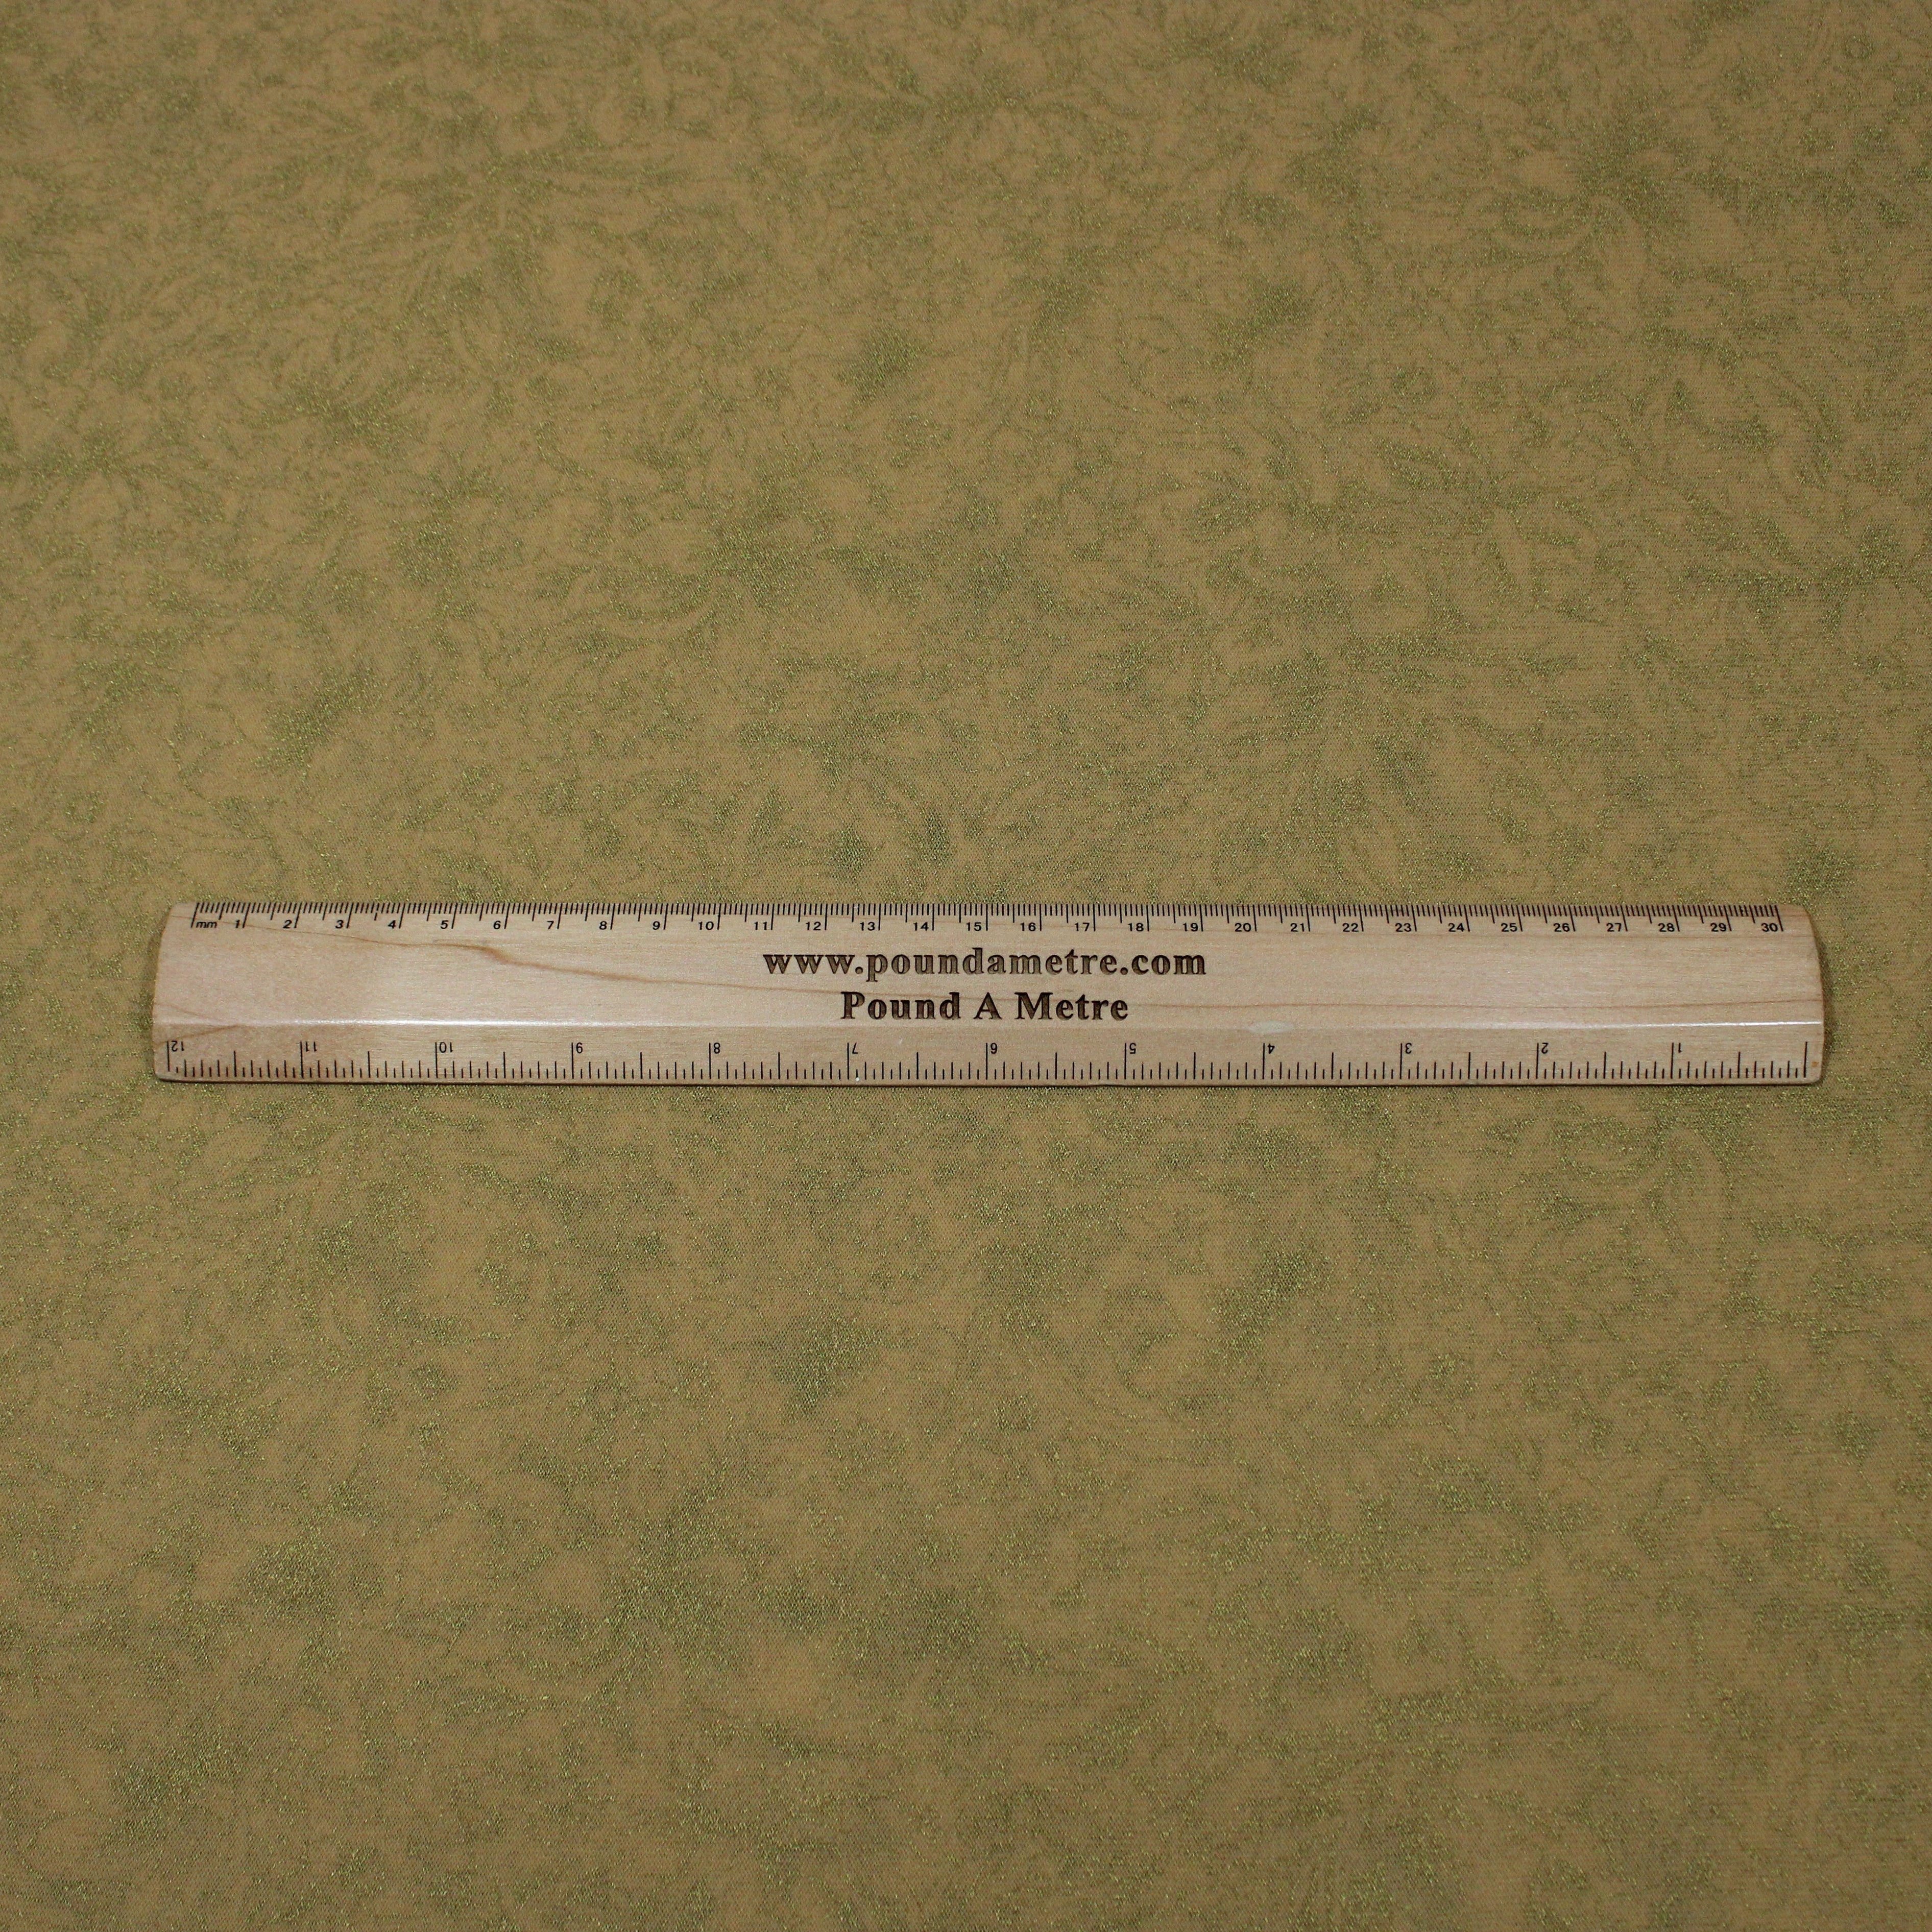 mm 1 2 3 4 5 6 7 8 9 10 11 12 13 14 15 16 17 18 19 20 21 22 23 24 25 26 27 28 29 30
www.poundametre.com
Pound A Metre
12 11 10 9 8 7 6 5 4 3 2 1